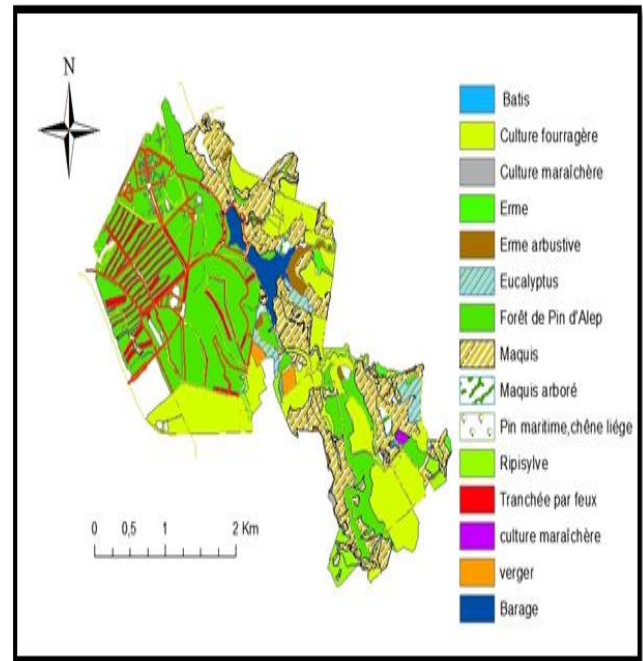 N
Batis
Culture fourragère
Culture maraîchère
Erme
Erme arbustive
Eucalyptus
Forêt de Pin d'Alep
Maquis
Maquis arboré
Pin maritime,chêne liége
Ripisylve
Tranchée par feux
culture maraîchère
verger
Barage
0 0,5 1 2 Km